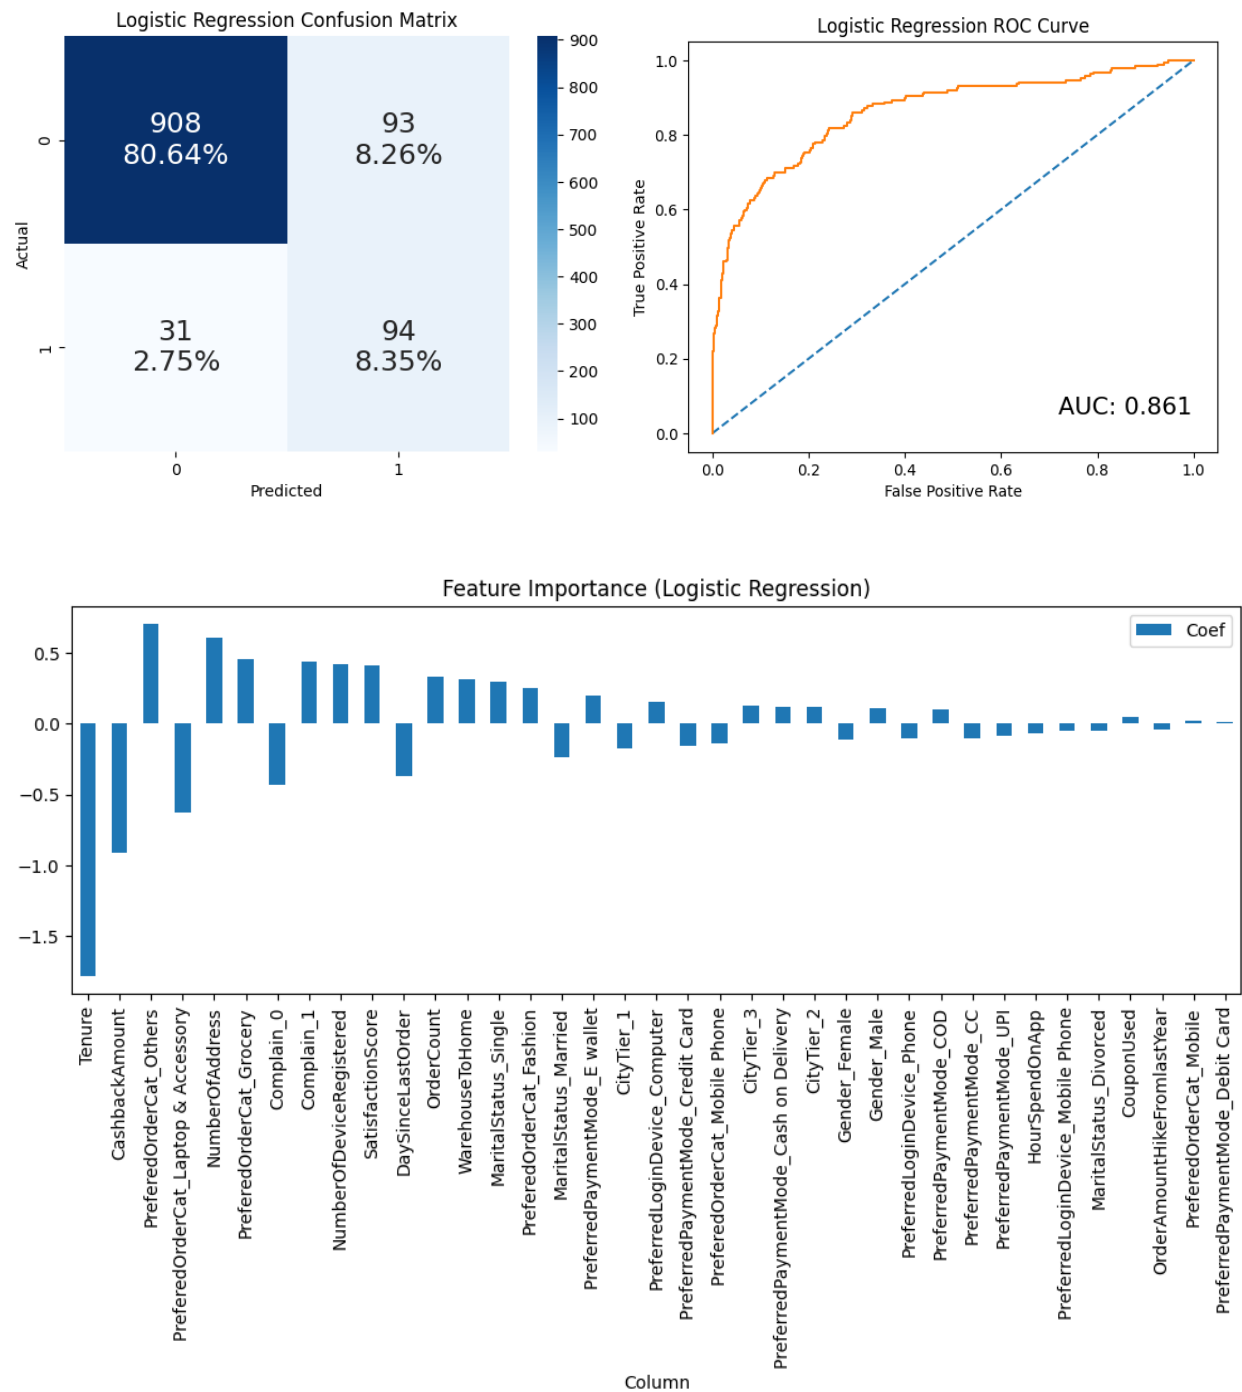 Logistic Regression Confusion Matrix
908
80.64%
93
8.26%
31
2.75%
94
8.35%
0
1
Actual
0
1
Predicted
900
800
700
600
500
400
300
200
100
Logistic Regression ROC Curve
1.0
0.8
0.6
0.4
0.2
0.0
True Positive Rate
AUC: 0.861
0.0
0.2
0.4
0.6
0.8
1.0
False Positive Rate
Feature Importance (Logistic Regression)
Coef
0.5
0.0
−0.5
−1.0
−1.5
Tenure
CashbackAmount
PreferedOrderCat_Others
PreferedOrderCat_Laptop & Accessory
NumberOfAddress
PreferedOrderCat_Grocery
Complain_0
Complain_1
NumberOfDeviceRegistered
SatisfactionScore
DaySinceLastOrder
OrderCount
WarehouseToHome
MaritalStatus_Single
PreferedOrderCat_Fashion
MaritalStatus_Married
PreferredPaymentMode_E wallet
CityTier_1
PreferredLoginDevice_Computer
PreferredPaymentMode_Credit Card
PreferedOrderCat_Mobile Phone
CityTier_3
PreferredPaymentMode_Cash on Delivery
CityTier_2
Gender_Female
Gender_Male
PreferredLoginDevice_Phone
PreferredPaymentMode_COD
PreferredPaymentMode_CC
PreferredPaymentMode_UPI
HourSpendOnApp
PreferredLoginDevice_Mobile Phone
MaritalStatus_Divorced
CouponUsed
OrderAmountHikeFromlastYear
PreferedOrderCat_Mobile
PreferredPaymentMode_Debit Card
Column